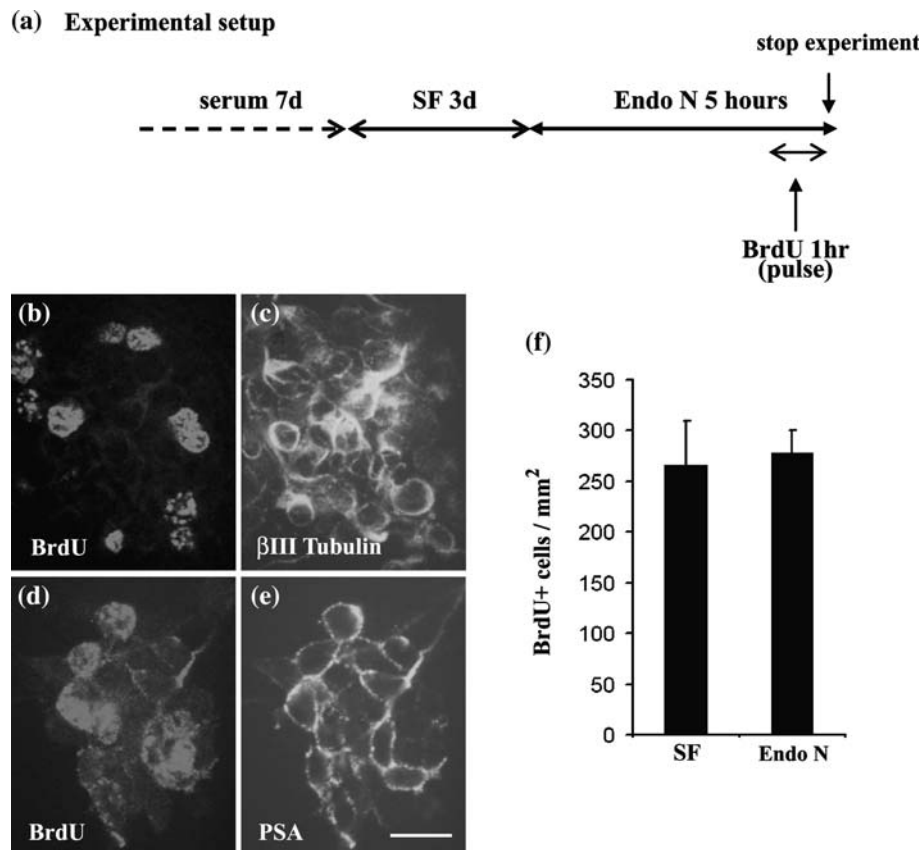 (a) Experimental setup
stop experiment
serum 7d SF 3d Endo N 5 hours
BrdU 1hr
(pulse)
(b) (c)
BrdU βIII Tubulin
(d) (e)
BrdU PSA
(f)
BrdU+ cells / mm²
350
300
250
200
150
100
50
0
SF Endo N